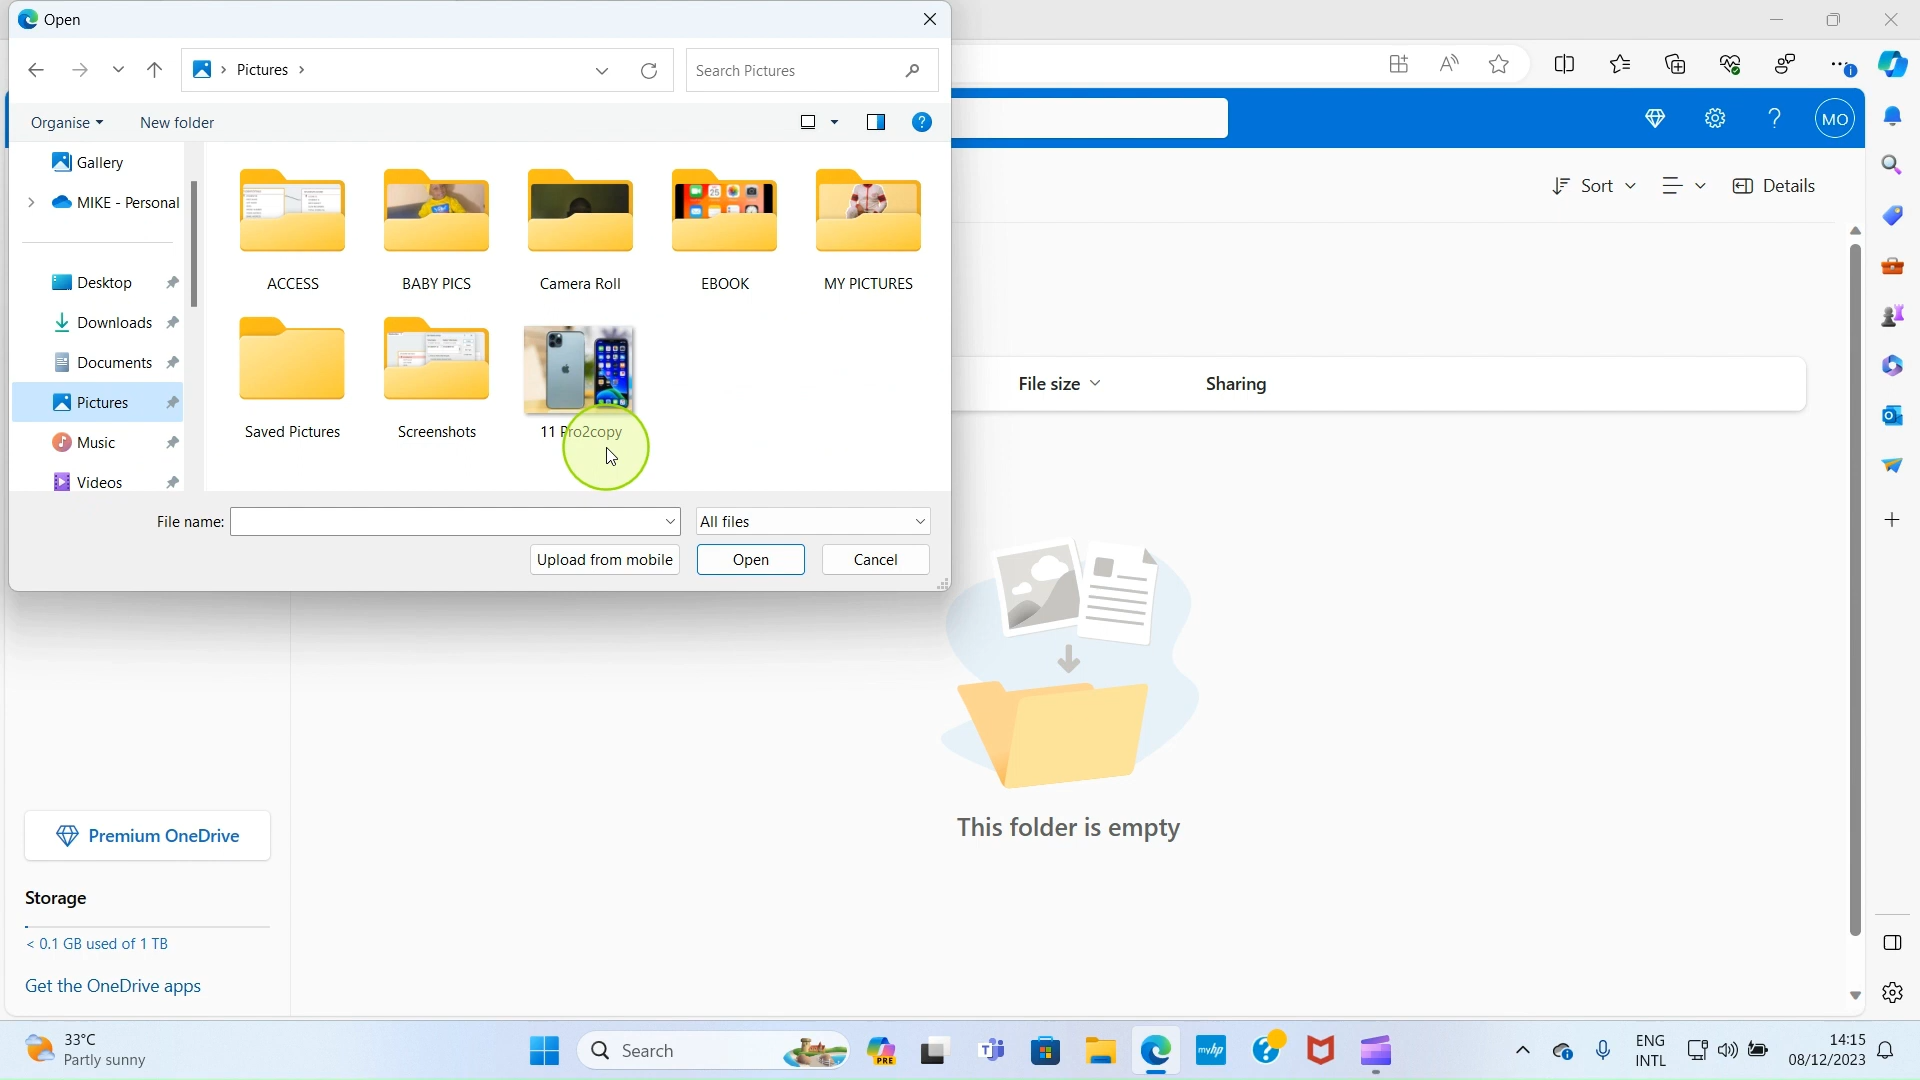 Open
Pictures
Search Pictures
Organise
New folder
Gallery
MIKE - Personal
Desktop
Downloads
Documents
Pictures
Music
Videos
ACCESS
BABY PICS
Camera Roll
EBOOK
MY PICTURES
Saved Pictures
Screenshots
11 Pro2copy
File name:
All files
Upload from mobile
Open
Cancel
MO
Sort
Details
File size
Sharing
This folder is empty
Premium OneDrive
Storage
< 0.1 GB used of 1 TB
Get the OneDrive apps
33°C
Partly sunny
Search
PRE
myhp
ENG
INTL
14:15
08/12/2023